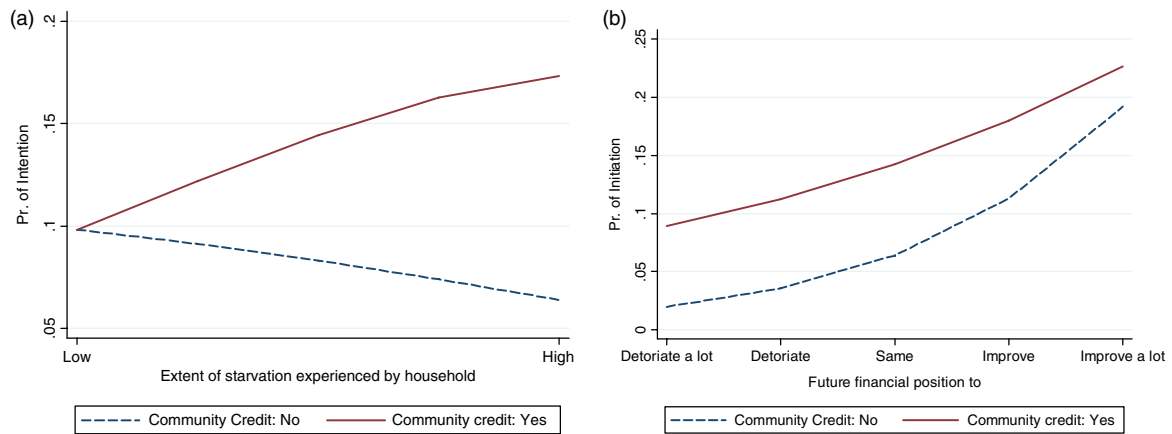 (a)
.2
.15
.1
.05
Pr. of Intention
Low
High
Extent of starvation experienced by household
Community Credit: No
Community credit: Yes
(b)
.25
.2
.15
.1
.05
0
Pr. of Initiation
Detoriate a lot
Detoriate
Same
Improve
Improve a lot
Future financial position to
Community Credit: No
Community credit: Yes